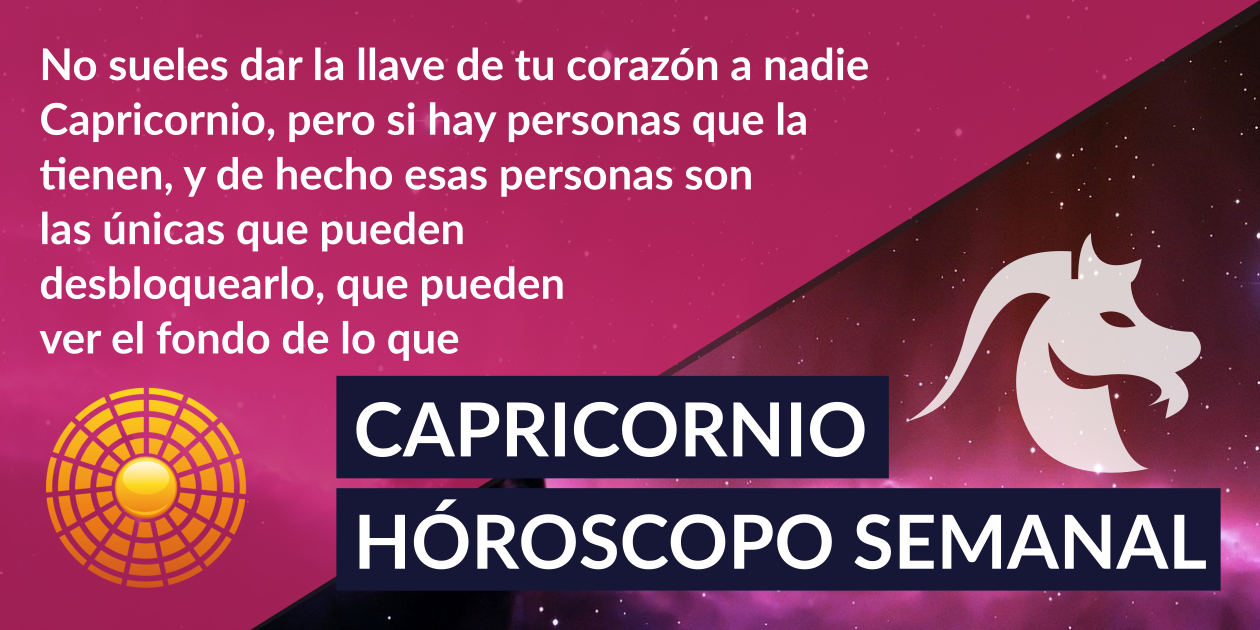 No sueles dar la llave de tu corazón a nadie
Capricornio, pero si hay personas que la
tienen, y de hecho esas personas son
las únicas que pueden
desbloquearlo, que pueden
ver el fondo de lo que
CAPRICORNIO
HÓROSCOPO SEMANAL